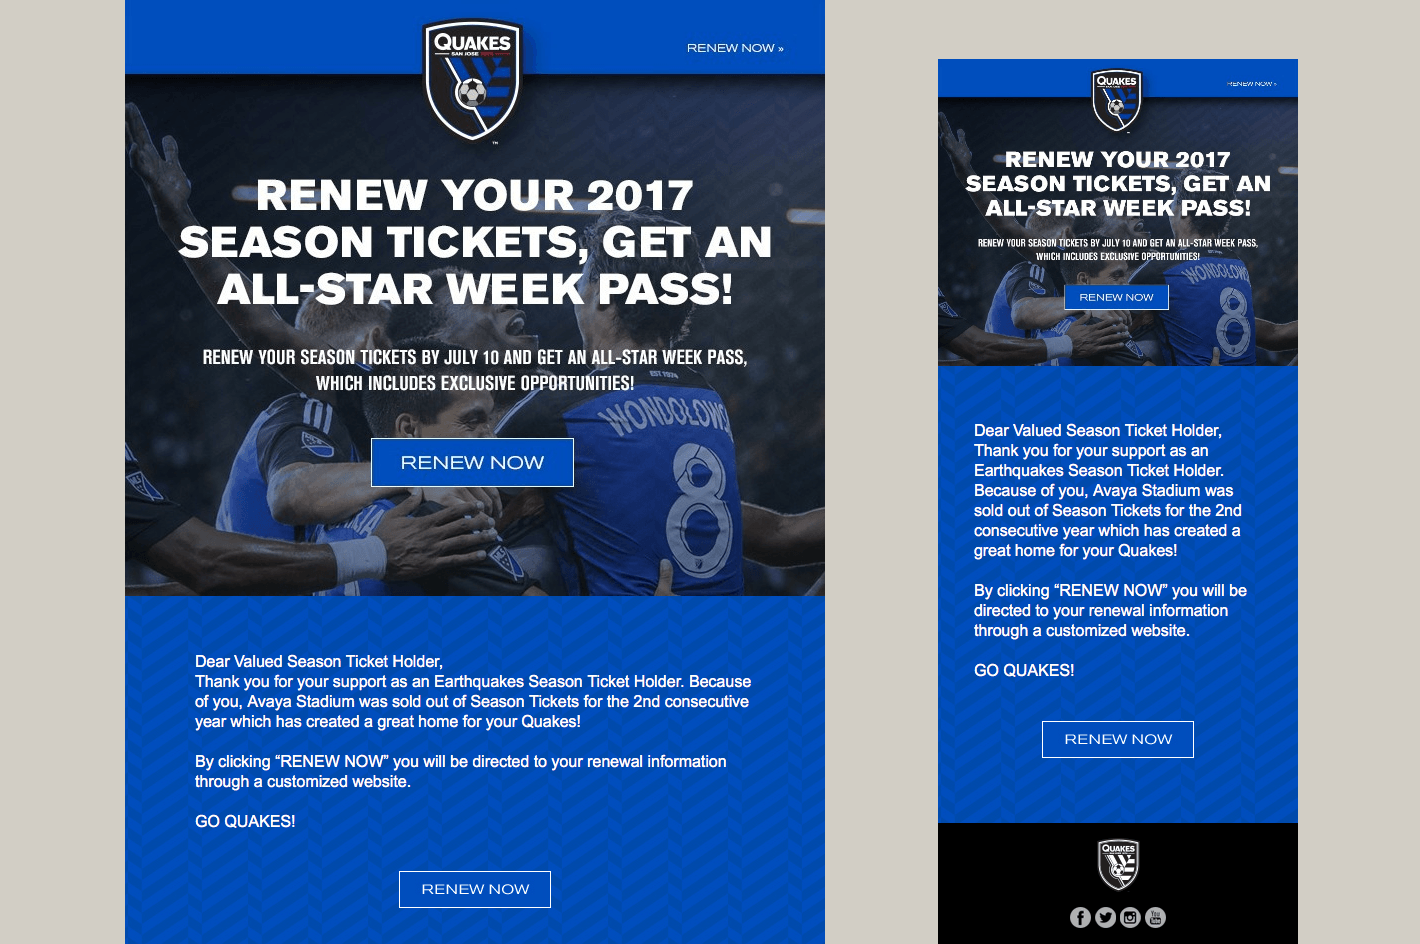 QUAKES
SAN JOSE
RENEW NOW »
RENEW YOUR 2017
SEASON TICKETS, GET AN
ALL-STAR WEEK PASS!
RENEW YOUR SEASON TICKETS BY JULY 10 AND GET AN ALL-STAR WEEK PASS,
WHICH INCLUDES EXCLUSIVE OPPORTUNITIES!
EST 1974
WONDOLOWS
8
RENEW NOW
Dear Valued Season Ticket Holder,
Thank you for your support as an Earthquakes Season Ticket Holder. Because
of you, Avaya Stadium was sold out of Season Tickets for the 2nd consecutive
year which has created a great home for your Quakes!
By clicking “RENEW NOW” you will be directed to your renewal information
through a customized website.
GO QUAKES!
RENEW NOW
QUAKES
RENEW NOW »
RENEW YOUR 2017
SEASON TICKETS, GET AN
ALL-STAR WEEK PASS!
RENEW YOUR SEASON TICKETS BY JULY 10 AND GET AN ALL-STAR WEEK PASS,
WHICH INCLUDES EXCLUSIVE OPPORTUNITIES!
WONDOLOWS
8
RENEW NOW
Dear Valued Season Ticket Holder,
Thank you for your support as an
Earthquakes Season Ticket Holder.
Because of you, Avaya Stadium was
sold out of Season Tickets for the 2nd
consecutive year which has created a
great home for your Quakes!
By clicking “RENEW NOW” you will be
directed to your renewal information
through a customized website.
GO QUAKES!
RENEW NOW
QUAKES
You
Tube